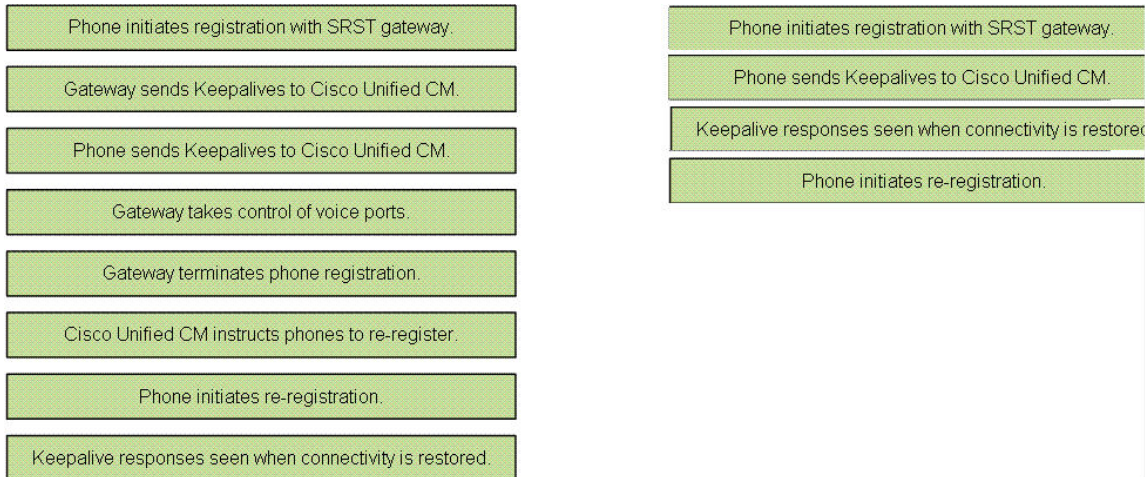 Phone initiates registration with SRST gateway.
Gateway sends Keepalives to Cisco Unified CM.
Phone sends Keepalives to Cisco Unified CM.
Gateway takes control of voice ports.
Gateway terminates phone registration.
Cisco Unified CM instructs phones to re-register.
Phone initiates re-registration.
Keepalive responses seen when connectivity is restored.
Phone initiates registration with SRST gateway.
Phone sends Keepalives to Cisco Unified CM.
Keepalive responses seen when connectivity is restored
Phone initiates re-registration.